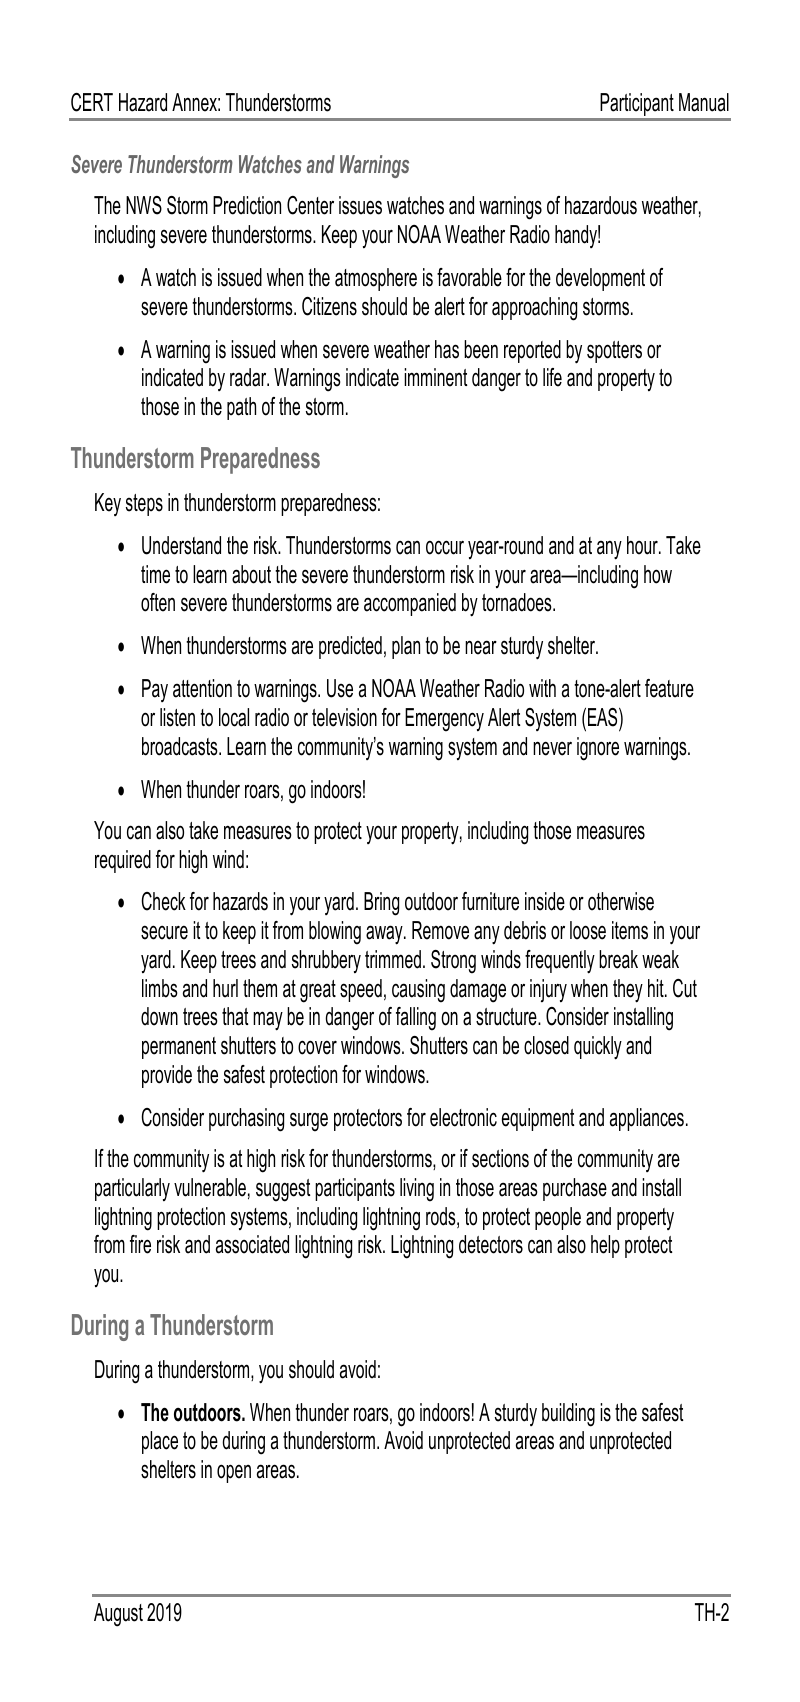 CERT Hazard Annex: Thunderstorms Participant Manual
Severe Thunderstorm Watches and Warnings
The NWS Storm Prediction Center issues watches and warnings of hazardous weather,
including severe thunderstorms. Keep your NOAA Weather Radio handy!
• A watch is issued when the atmosphere is favorable for the development of
severe thunderstorms. Citizens should be alert for approaching storms.
• A warning is issued when severe weather has been reported by spotters or
indicated by radar. Warnings indicate imminent danger to life and property to
those in the path of the storm.
Thunderstorm Preparedness
Key steps in thunderstorm preparedness:
• Understand the risk. Thunderstorms can occur year-round and at any hour. Take
time to learn about the severe thunderstorm risk in your area—including how
often severe thunderstorms are accompanied by tornadoes.
• When thunderstorms are predicted, plan to be near sturdy shelter.
• Pay attention to warnings. Use a NOAA Weather Radio with a tone-alert feature
or listen to local radio or television for Emergency Alert System (EAS)
broadcasts. Learn the community’s warning system and never ignore warnings.
• When thunder roars, go indoors!
You can also take measures to protect your property, including those measures
required for high wind:
• Check for hazards in your yard. Bring outdoor furniture inside or otherwise
secure it to keep it from blowing away. Remove any debris or loose items in your
yard. Keep trees and shrubbery trimmed. Strong winds frequently break weak
limbs and hurl them at great speed, causing damage or injury when they hit. Cut
down trees that may be in danger of falling on a structure. Consider installing
permanent shutters to cover windows. Shutters can be closed quickly and
provide the safest protection for windows.
• Consider purchasing surge protectors for electronic equipment and appliances.
If the community is at high risk for thunderstorms, or if sections of the community are
particularly vulnerable, suggest participants living in those areas purchase and install
lightning protection systems, including lightning rods, to protect people and property
from fire risk and associated lightning risk. Lightning detectors can also help protect
you.
During a Thunderstorm
During a thunderstorm, you should avoid:
• The outdoors. When thunder roars, go indoors! A sturdy building is the safest
place to be during a thunderstorm. Avoid unprotected areas and unprotected
shelters in open areas.
August 2019 TH-2